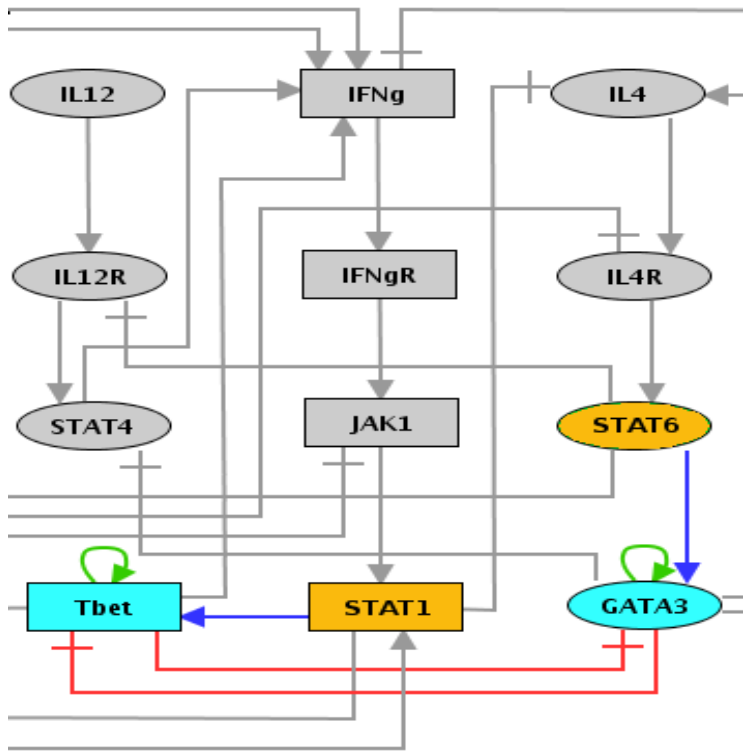 IL12
IFNg
IL4
IL12R
IFNgR
IL4R
STAT4
JAK1
STAT6
Tbet
STAT1
GATA3